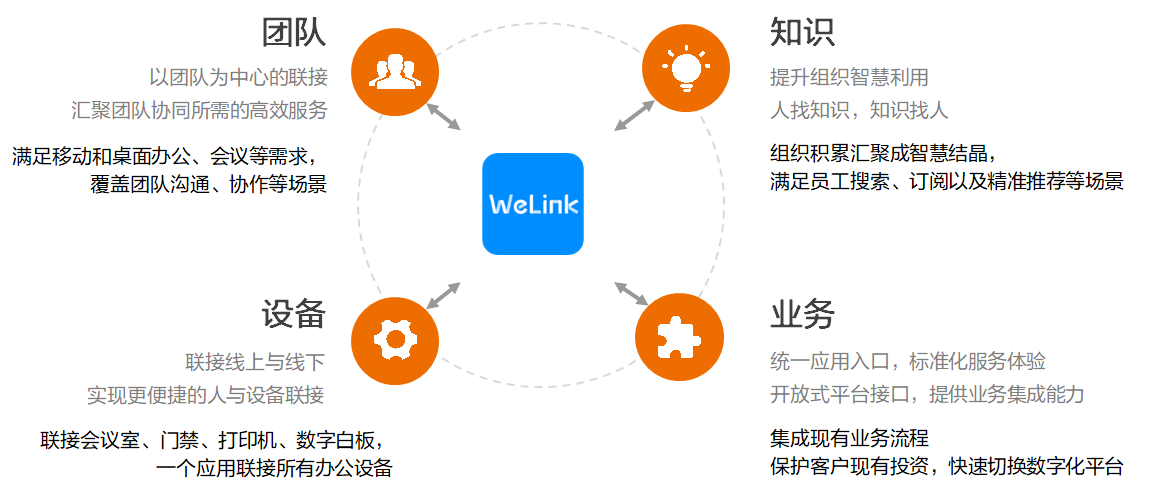 团队
以团队为中心的联接
汇聚团队协同所需的高效服务
满足移动和桌面办公、会议等需求，
覆盖团队沟通、协作等场景
知识
提升组织智慧利用
人找知识，知识找人
组织积累汇聚成智慧结晶，
满足员工搜索、订阅以及精准推荐等场景
WeLink
设备
联接线上与线下
实现更便捷的人与设备联接
联接会议室、门禁、打印机、数字白板，
一个应用联接所有办公设备
业务
统一应用入口，标准化服务体验
开放式平台接口，提供业务集成能力
集成现有业务流程
保护客户现有投资，快速切换数字化平台